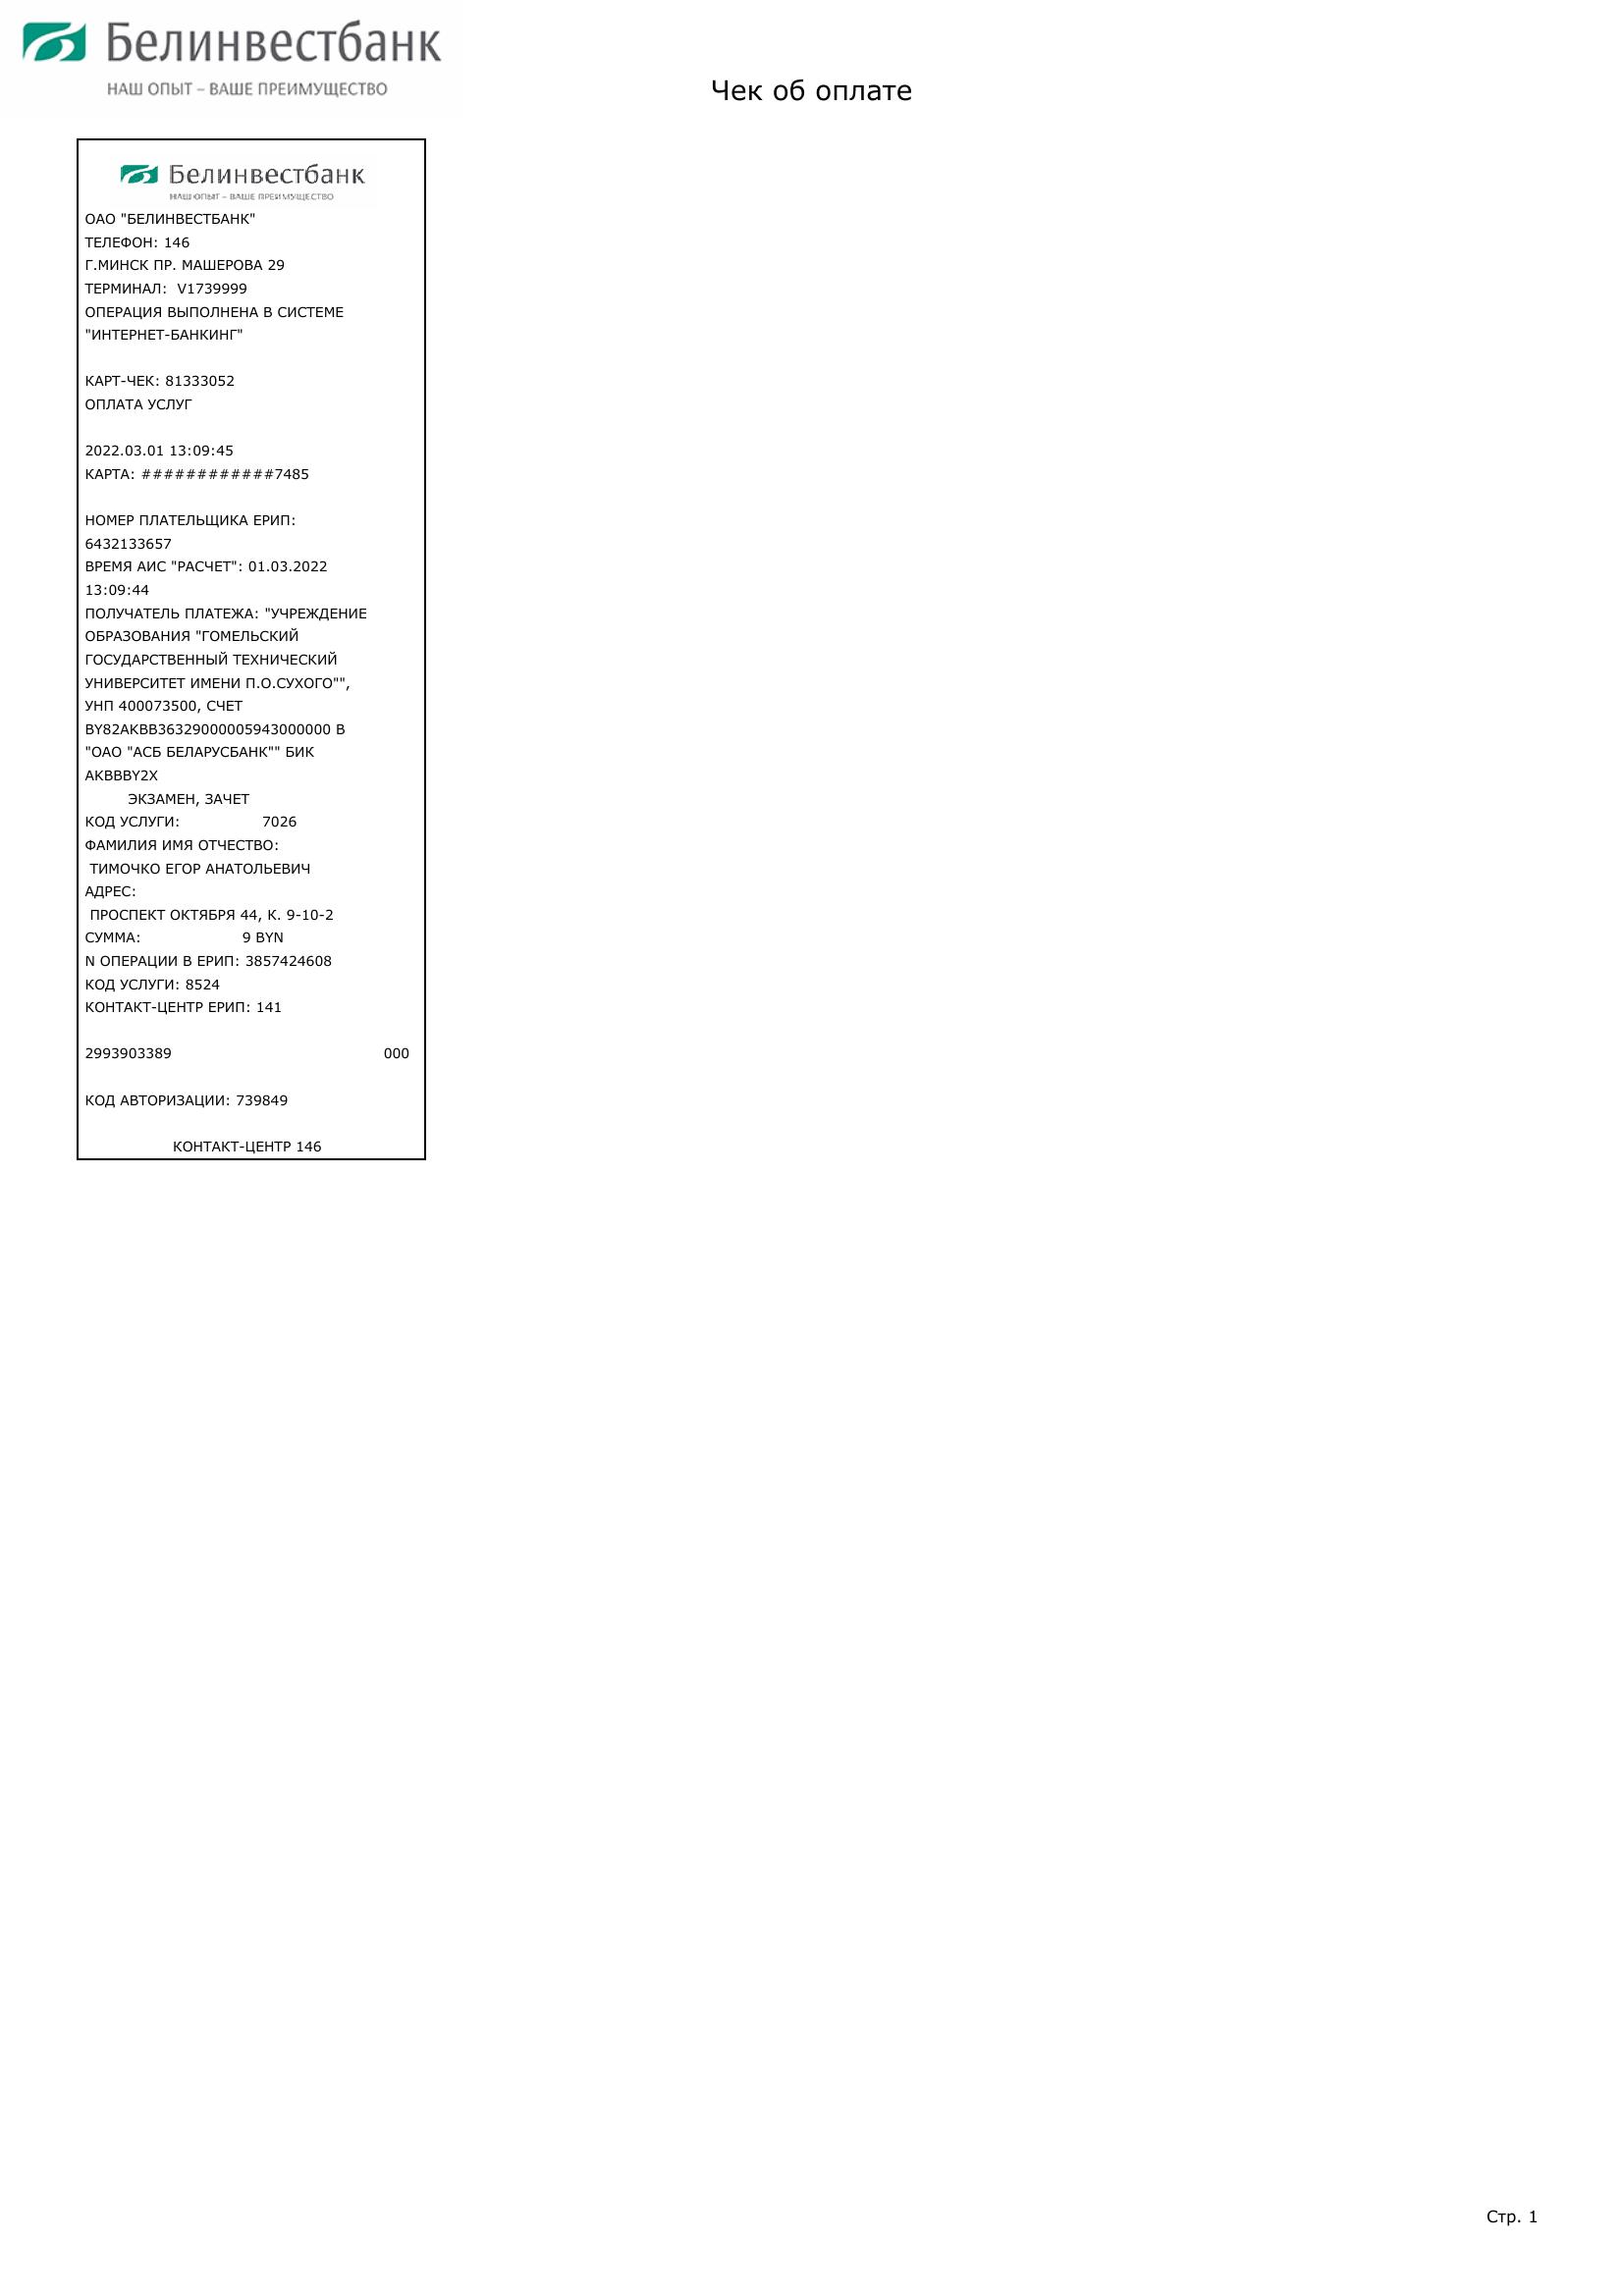 Белинвестбанк
НАШ ОПЫТ – ВАШЕ ПРЕИМУЩЕСТВО
Чек об оплате
Белинвестбанк
НАШ ОПЫТ – ВАШЕ ПРЕИМУЩЕСТВО
ОАО "БЕЛИНВЕСТБАНК"
ТЕЛЕФОН: 146
Г.МИНСК ПР. МАШЕРОВА 29
ТЕРМИНАЛ: V1739999
ОПЕРАЦИЯ ВЫПОЛНЕНА В СИСТЕМЕ
"ИНТЕРНЕТ-БАНКИНГ"
КАРТ-ЧЕК: 81333052
ОПЛАТА УСЛУГ
2022.03.01 13:09:45
КАРТА: ############7485
НОМЕР ПЛАТЕЛЬЩИКА ЕРИП:
6432133657
ВРЕМЯ АИС "РАСЧЕТ": 01.03.2022
13:09:44
ПОЛУЧАТЕЛЬ ПЛАТЕЖА: "УЧРЕЖДЕНИЕ
ОБРАЗОВАНИЯ "ГОМЕЛЬСКИЙ
ГОСУДАРСТВЕННЫЙ ТЕХНИЧЕСКИЙ
УНИВЕРСИТЕТ ИМЕНИ П.О.СУХОГО"",
УНП 400073500, СЧЕТ
BY82AKBB36329000005943000000 В
"ОАО "АСБ БЕЛАРУСБАНК"" БИК
AKBBBY2X
ЭКЗАМЕН, ЗАЧЕТ
КОД УСЛУГИ: 7026
ФАМИЛИЯ ИМЯ ОТЧЕСТВО:
ТИМОЧКО ЕГОР АНАТОЛЬЕВИЧ
АДРЕС:
ПРОСПЕКТ ОКТЯБРЯ 44, К. 9-10-2
СУММА: 9 BYN
N ОПЕРАЦИИ В ЕРИП: 3857424608
КОД УСЛУГИ: 8524
КОНТАКТ-ЦЕНТР ЕРИП: 141
2993903389 000
КОД АВТОРИЗАЦИИ: 739849
КОНТАКТ-ЦЕНТР 146
Стр. 1